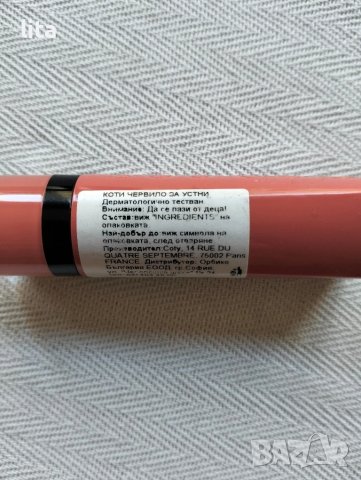 lita
КОТИ ЧЕРВИЛО ЗА УСТНИ
Дерматологично тестван
Внимание: Да се пази от деца!
Състав:виж "INGREDIENTS" на
опаковката.
Най-добър до виж символа на
опаковката, след отваряне
Производител:Coty, 14 RUE DU
QUATRE SEPTEMBRE, 75002 Paris
FRANCE. Дистрибутор: Орбико
България ЕООД, гр.София,
BAZAR